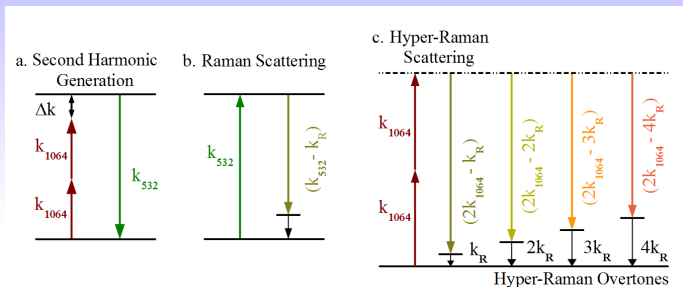 a. Second Harmonic
Generation
Δk
k1064
k1064
k532
b. Raman Scattering
k532
(k532 - kR)
c. Hyper-Raman
Scattering
k1064
k1064
(2k1064 - kR)
(2k1064 - 2kR)
(2k1064 - 3kR)
(2k1064 - 4kR)
kR
2kR
3kR
4kR
Hyper-Raman Overtones